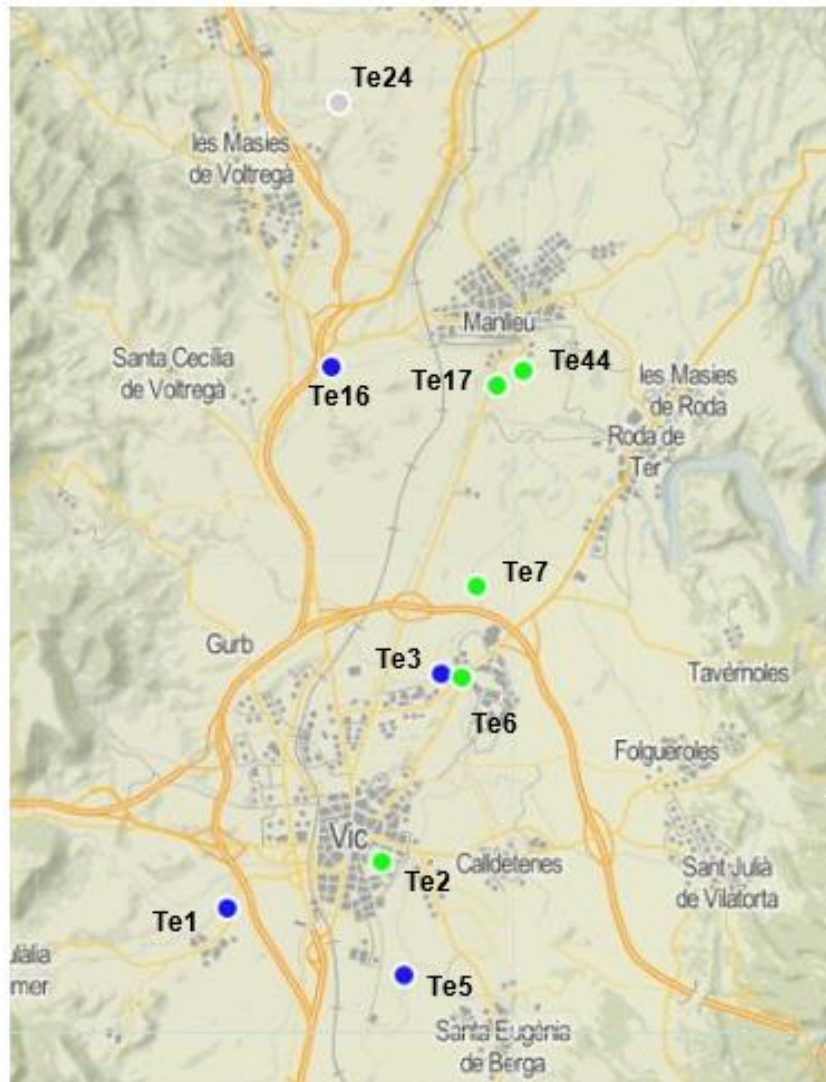 Te24
les Masies
de Voltregà
Manlieu
Santa Cecília
de Voltregà
Te16
Te17
Te44
les Masies
de Roda
Roda de
Ter
Te7
Gurb
Te3
Tavèrnoles
Te6
Folgueroles
Vic
Te2
Calldetenes
Sant Julià
de Vilatorta
Te1
ulàlia
mer
Te5
Santa Eugènia
de Berga